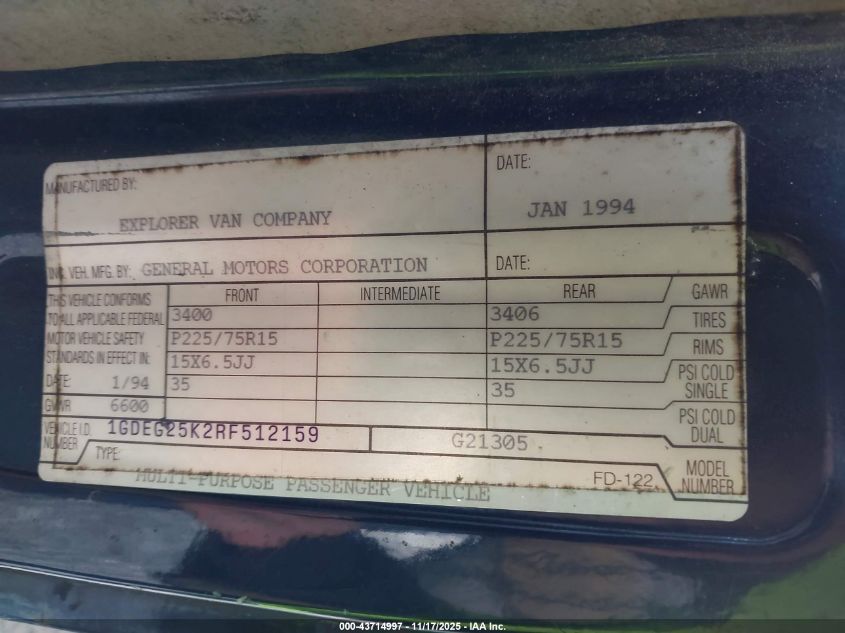 MANUFACTURED BY:
EXPLORER VAN COMPANY
DATE:
JAN 1994
INC. VEH. MFG. BY: GENERAL MOTORS CORPORATION
DATE:
THIS VEHICLE CONFORMS
TO ALL APPLICABLE FEDERAL
MOTOR VEHICLE SAFETY
STANDARDS IN EFFECT IN:
DATE: 1/94
GVWR 6600
FRONT INTERMEDIATE REAR GAWR
3400 3406 TIRES
P225/75R15 P225/75R15 RIMS
15X6.5JJ 15X6.5JJ PSI COLD SINGLE
35 35 PSI COLD DUAL
VEHICLE I.D. NUMBER 1GDEG25K2RF512159
G21305 MODEL NUMBER
TYPE:
MULTI-PURPOSE PASSENGER VEHICLE
FD-122
000-43714997 - 11/17/2025 - IAA Inc.